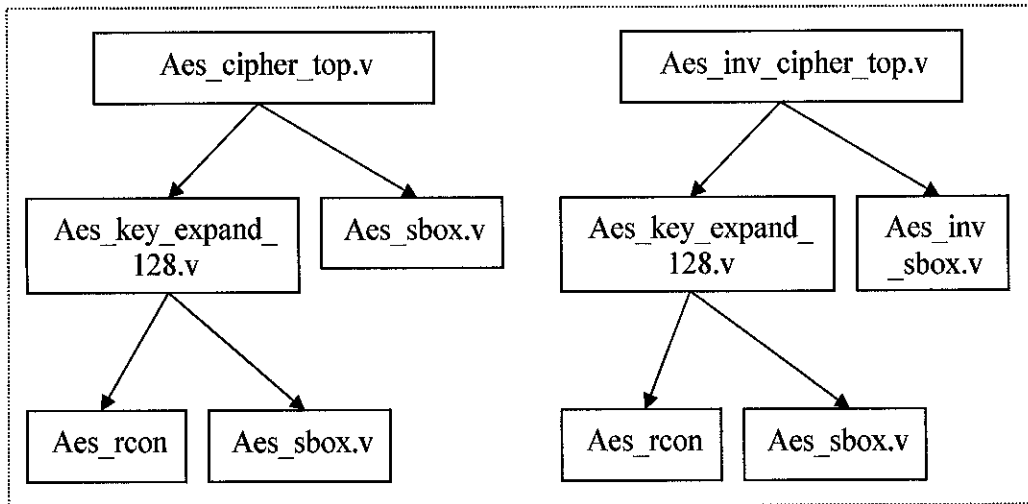 Aes_cipher_top.v
Aes_inv_cipher_top.v
Aes_key_expand_
128.v
Aes_sbox.v
Aes_key_expand_
128.v
Aes_inv
_sbox.v
Aes_rcon
Aes_sbox.v
Aes_rcon
Aes_sbox.v